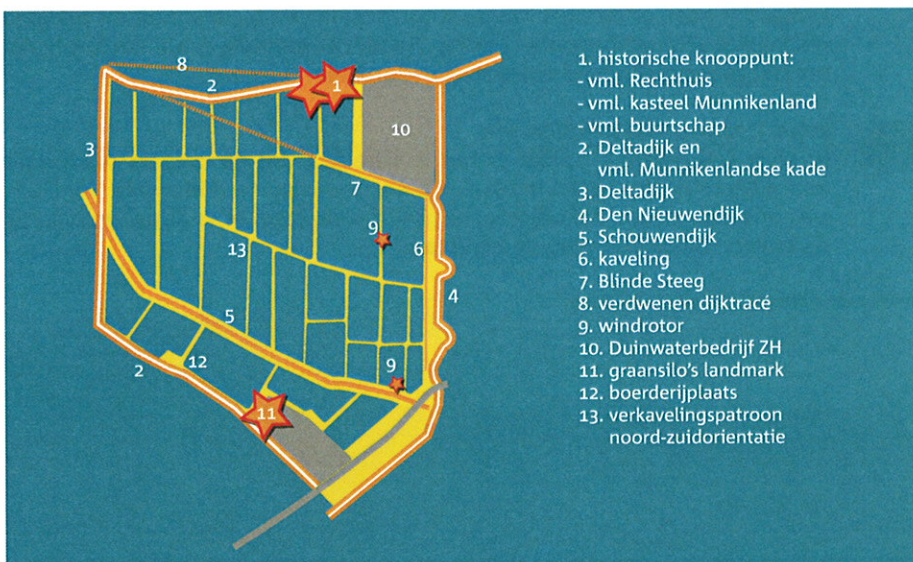 8
2
1
10
3
7
9
6
13
4
5
9
2
12
11
1. historische knooppunt:
- vml. Rechthuis
- vml. kasteel Munnikenland
- vml. buurtschap
2. Deltadijk en
vml. Munnikenlandse kade
3. Deltadijk
4. Den Nieuwendijk
5. Schouwendijk
6. kaveling
7. Blinde Steeg
8. verdwenen dijktracé
9. windrotor
10. Duinwaterbedrijf ZH
11. graansilo's landmark
12. boerderijplaats
13. verkavelingspatroon
noord-zuidorientatie